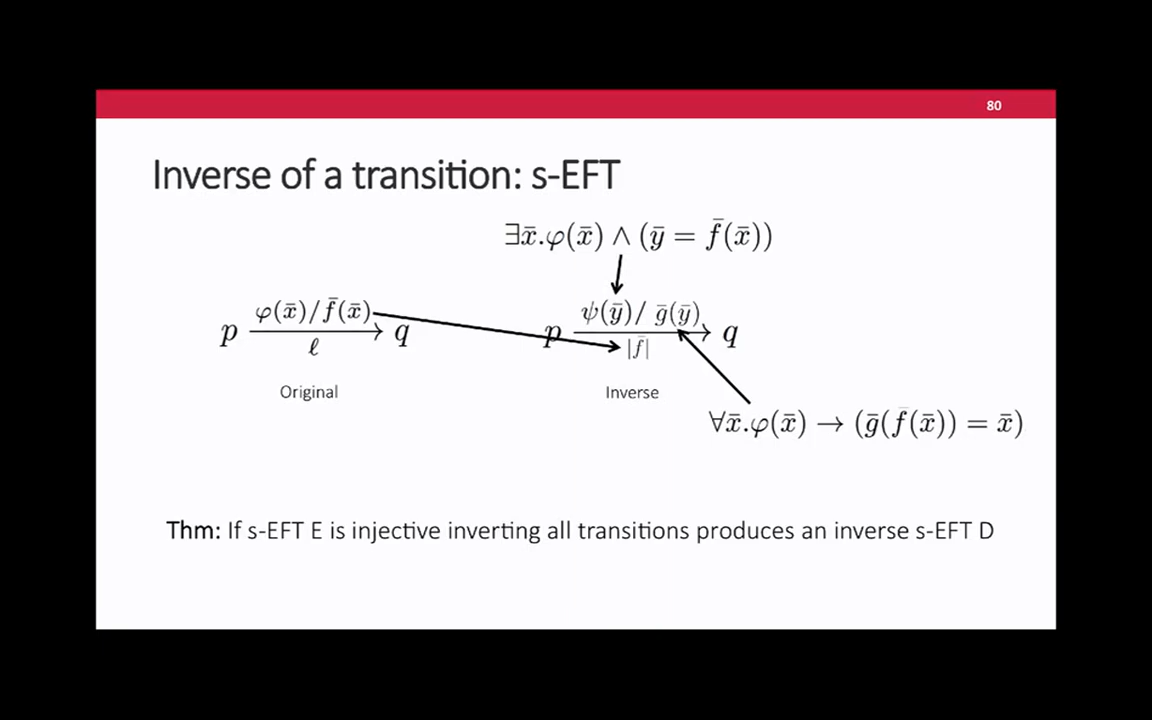 80
Inverse of a transition: s-EFT
∃x̄.φ(x̄) ∧ (ȳ = f̄(x̄))
φ(x̄)/f̄(x̄)
ψ(ȳ)/ ḡ(ȳ)
p q p q
ℓ |f̄|
Original Inverse
∀x̄.φ(x̄) → (ḡ(f̄(x̄)) = x̄)
Thm: If s-EFT E is injective inverting all transitions produces an inverse s-EFT D